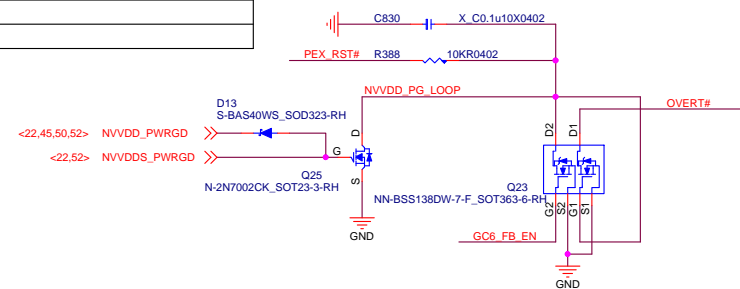 C830 X_C0.1u10X0402
PEX_RST# R388 10KR0402
NVVDD_PG_LOOP
D13
S-BAS40WS_SOD323-RH
OVERT#
<22,45,50,52> NVVDD_PWRGD
<22,52> NVVDDS_PWRGD
D
G
S
Q25
N-2N7002CK_SOT23-3-RH
D2
D1
Q23
NN-BSS138DW-7-F_SOT363-6-RH
G2
S2
G1
S1
GND
GC6_FB_EN
GND